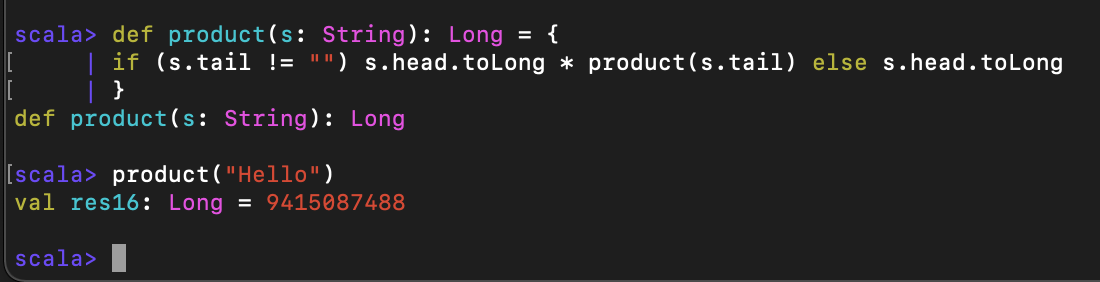 scala> def product(s: String): Long = {
[      | if (s.tail != "") s.head.toLong * product(s.tail) else s.head.toLong
[      | }
def product(s: String): Long

[scala> product("Hello")
val res16: Long = 9415087488

scala>